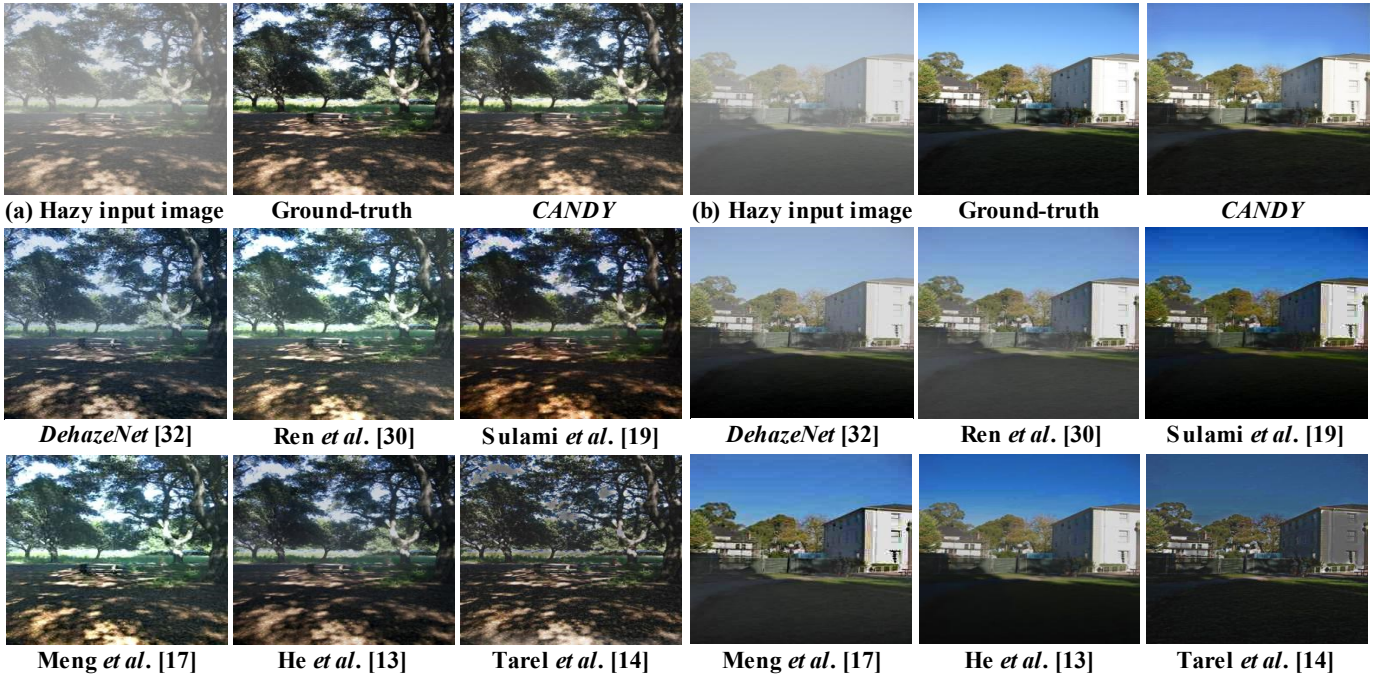 (a) Hazy input image Ground-truth CANDY (b) Hazy input image Ground-truth CANDY
DehazeNet [32] Ren et al. [30] Sulami et al. [19] DehazeNet [32] Ren et al. [30] Sulami et al. [19]
Meng et al. [17] He et al. [13] Tarel et al. [14] Meng et al. [17] He et al. [13] Tarel et al. [14]